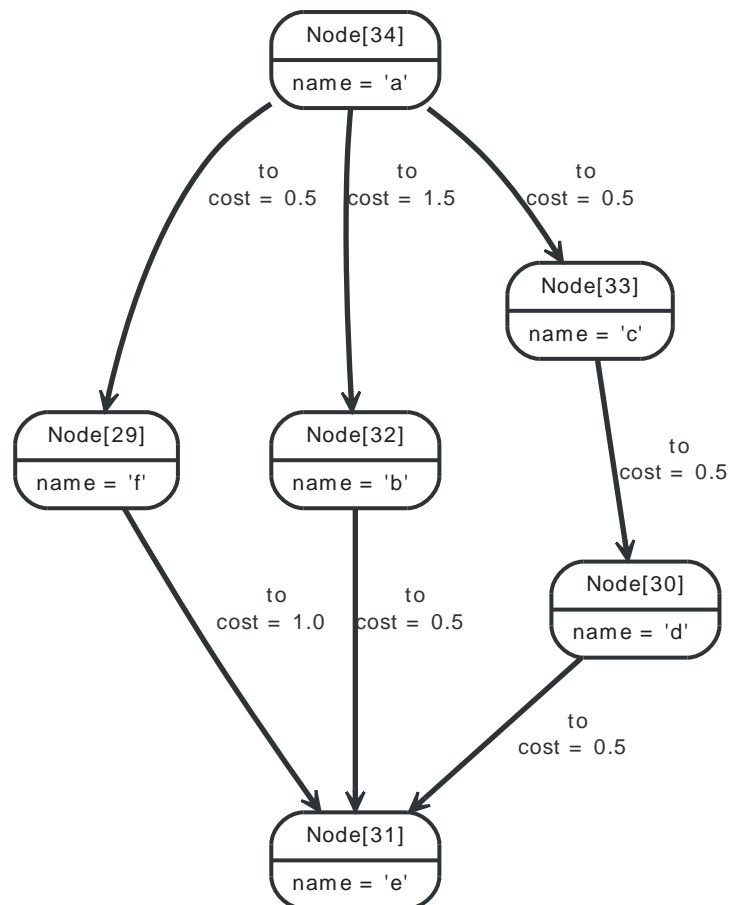 Node[34]
name = 'a'
to
cost = 0.5
to
cost = 1.5
to
cost = 0.5
Node[33]
name = 'c'
Node[29]
name = 'f'
Node[32]
name = 'b'
to
cost = 0.5
Node[30]
name = 'd'
to
cost = 1.0
to
cost = 0.5
to
cost = 0.5
Node[31]
name = 'e'